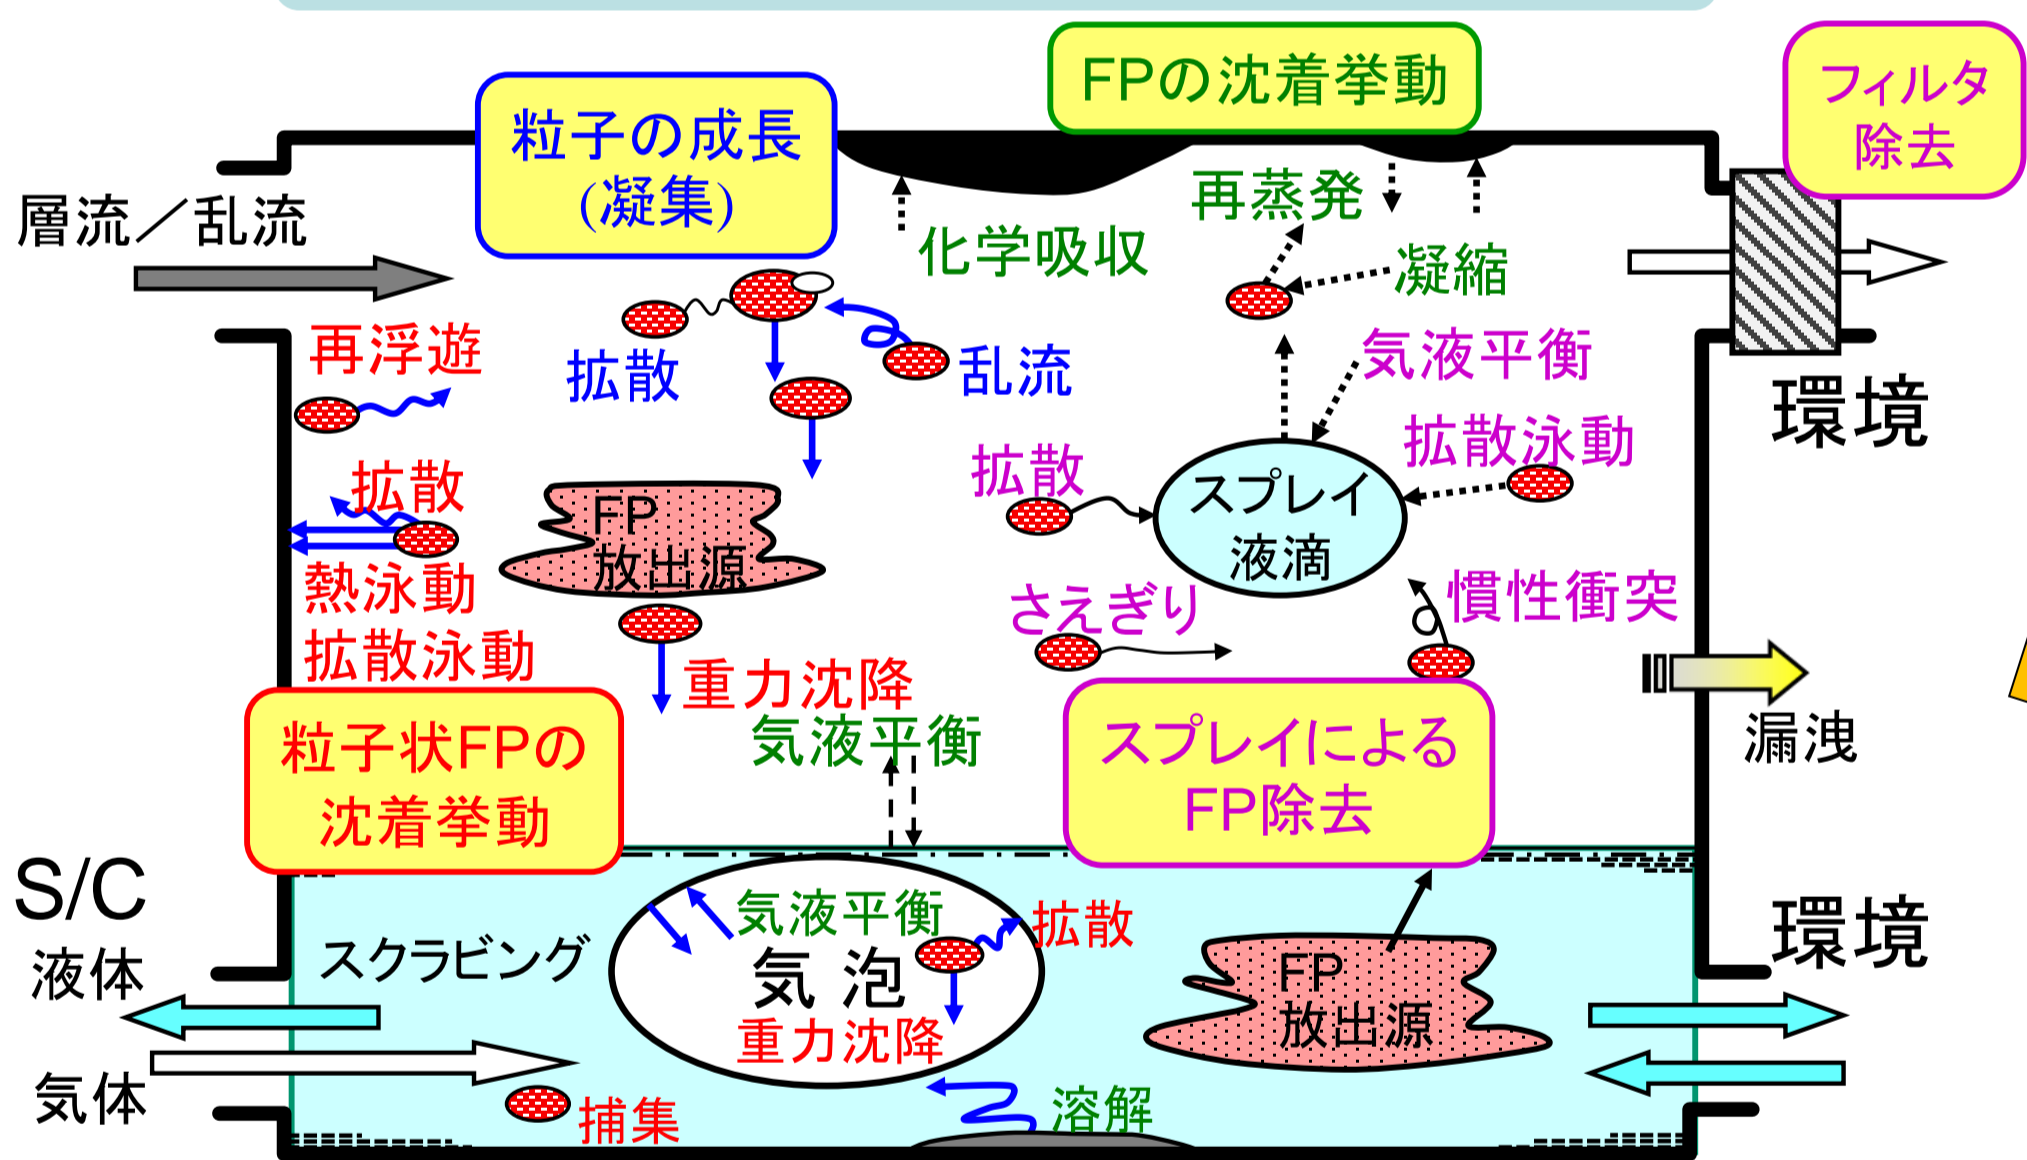 FPの沈着挙動
フィルタ
除去
粒子の成長
(凝集)
層流／乱流
再蒸発
化学吸収
凝縮
再浮遊
拡散
乱流
気液平衡
環境
拡散
拡散
拡散泳動
スプレイ
液滴
FP
放出源
熱泳動
拡散泳動
さえぎり
慣性衝突
重力沈降
気液平衡
粒子状FPの
沈着挙動
スプレイによる
FP除去
漏洩
S/C
液体
気体
スクラビング
気液平衡
気 泡
重力沈降
拡散
FP
放出源
環境
捕集
溶解